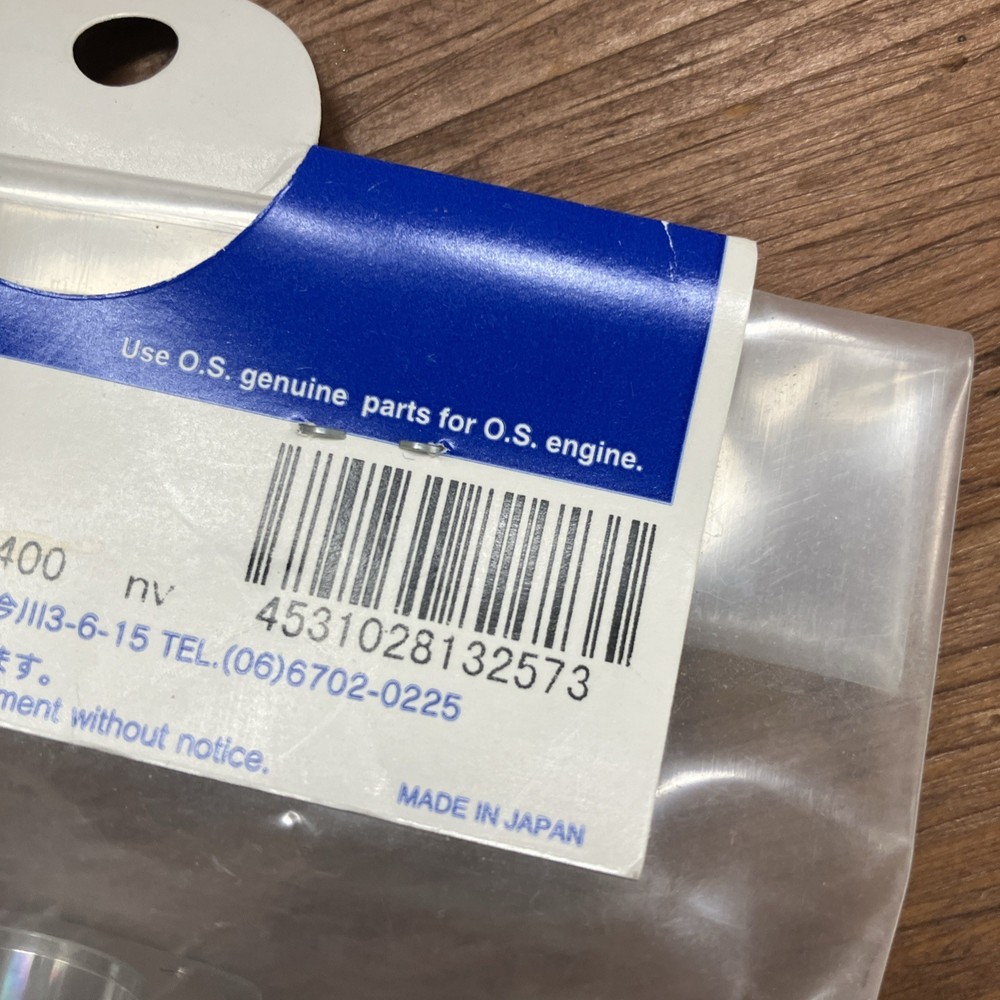 Use O.S. genuine parts for O.S. engine.
400 nv
4531028132573
今川3-6-15 TEL.(06)6702-0225
ます。
ment without notice.
MADE IN JAPAN